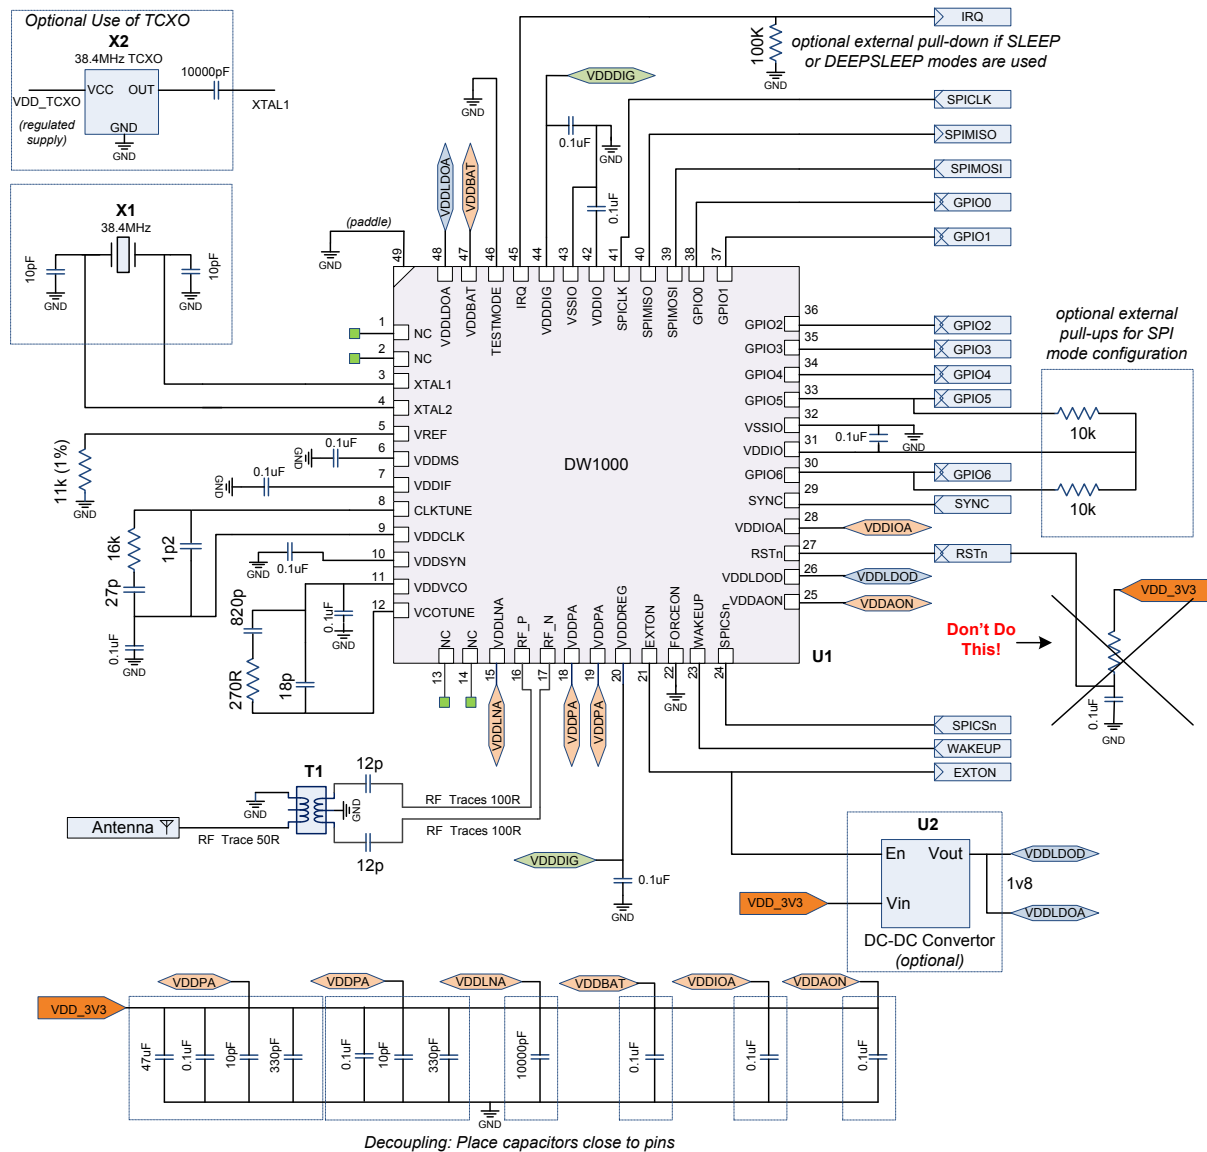 Optional Use of TCXO
X2
38.4MHz TCXO
10000pF
VCC OUT
VDD_TCXO
XTAL1
(regulated
supply)
GND
GND
X1
38.4MHz
10pF
10pF
GND
GND
IRQ
100K
optional external pull-down if SLEEP
or DEEPSLEEP modes are used
GND
VDDDIG
GND
SPICLK
SPIMISO
SPIMOSI
GPIO0
GPIO1
0.1uF
GND
0.1uF
VDDLDOA
VDDBAT
(paddle)
GND
49
48
47
46
45
44
43
42
41
40
39
38
37
VDDLDOA
VDDBAT
TESTMODE
IRQ
VDDDIG
VSSIO
VDDIO
SPICLK
SPIMISO
SPIMOSI
GPIO0
GPIO1
1
NC
2
NC
3
XTAL1
4
XTAL2
5
VREF
6
VDDMS
7
VDDIF
8
CLKTUNE
9
VDDCLK
10
VDDSYN
11
VDDVCO
12
VCOTUNE
DW1000
U1
36
GPIO2
35
GPIO3
34
GPIO4
33
GPIO5
32
VSSIO
31
VDDIO
30
GPIO6
29
SYNC
28
VDDIOA
27
RSTn
26
VDDLDOD
25
VDDAON
GPIO2
GPIO3
GPIO4
GPIO5
0.1uF
GND
GPIO6
SYNC
VDDIOA
RSTn
VDDLDOD
VDDAON
optional external
pull-ups for SPI
mode configuration
10k
10k
VDD_3V3
Don't Do
This!
0.1uF
GND
11k (1%)
GND
GND
0.1uF
GND
0.1uF
16k
1p2
27p
0.1uF
GND
GND
0.1uF
820p
0.1uF
GND
270R
18p
NC
NC
VDDLNA
RF_P
RF_N
VDDPA
VDDPA
VDDREG
EXTON
FORCEON
WAKEUP
SPICSn
13
14
15
16
17
18
19
20
21
22
23
24
GND
VDDLNA
VDDPA
VDDPA
SPICSn
WAKEUP
EXTON
T1
12p
GND
GND
RF Traces 100R
RF Traces 100R
Antenna
RF Trace 50R
12p
VDDDIG
0.1uF
GND
U2
En Vout
Vin
VDD_3V3
VDDLDOD
1v8
VDDLDOA
DC-DC Convertor
(optional)
VDDPA
VDDPA
VDDLNA
VDDBAT
VDDIOA
VDDAON
VDD_3V3
47uF
0.1uF
10pF
330pF
0.1uF
10pF
330pF
10000pF
0.1uF
0.1uF
0.1uF
GND
Decoupling: Place capacitors close to pins